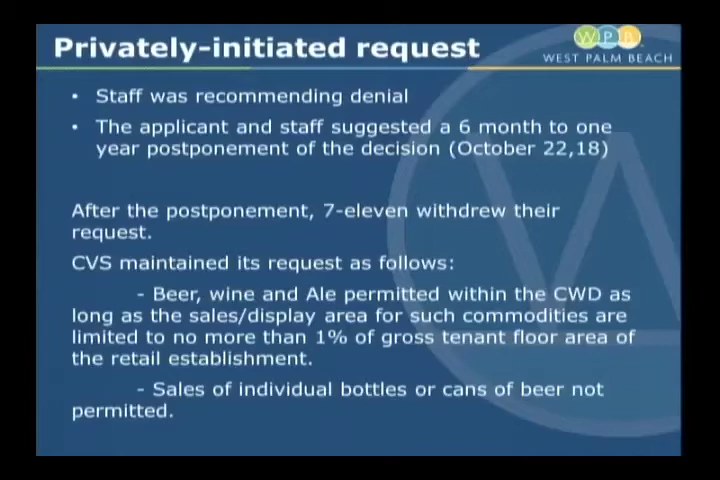 Privately-initiated request
WPB
WEST PALM BEACH
• Staff was recommending denial
• The applicant and staff suggested a 6 month to one
year postponement of the decision (October 22,18)
After the postponement, 7-eleven withdrew their
request.
CVS maintained its request as follows:
- Beer, wine and Ale permitted within the CWD as
long as the sales/display area for such commodities are
limited to no more than 1% of gross tenant floor area of
the retail establishment.
- Sales of individual bottles or cans of beer not
permitted.